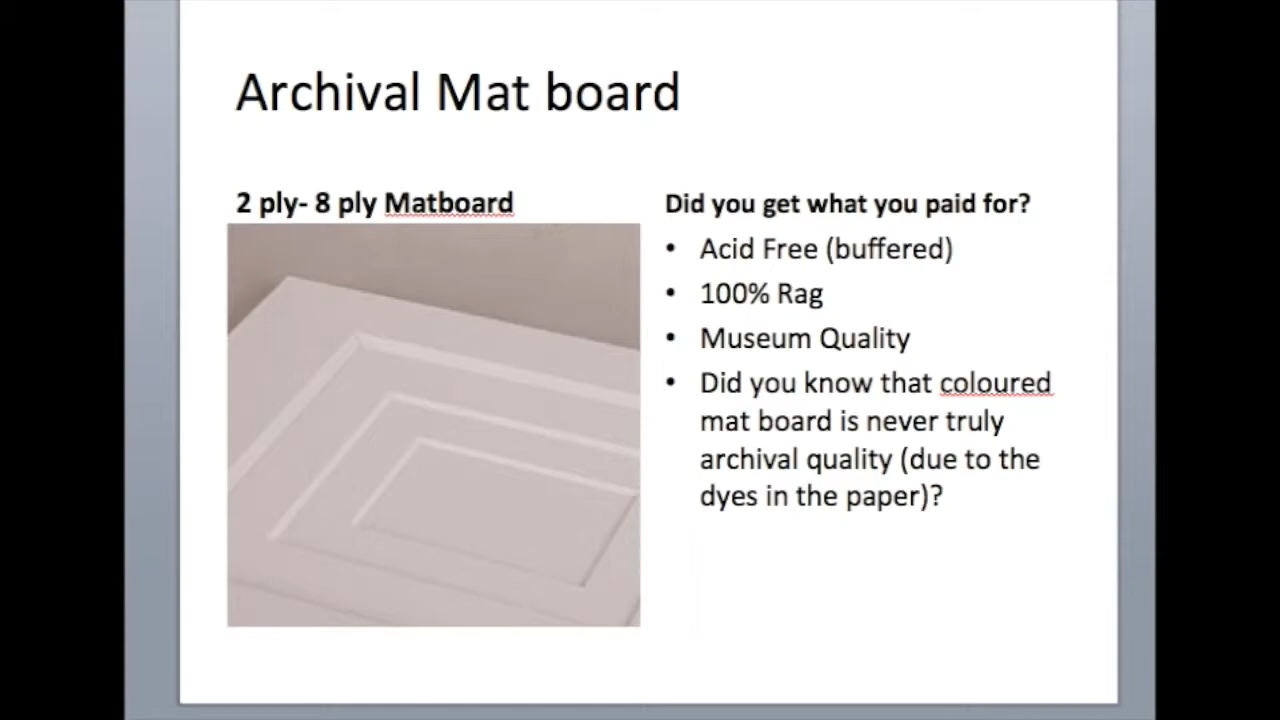 Archival Mat board
2 ply- 8 ply Matboard
Did you get what you paid for?
• Acid Free (buffered)
• 100% Rag
• Museum Quality
• Did you know that coloured
mat board is never truly
archival quality (due to the
dyes in the paper)?